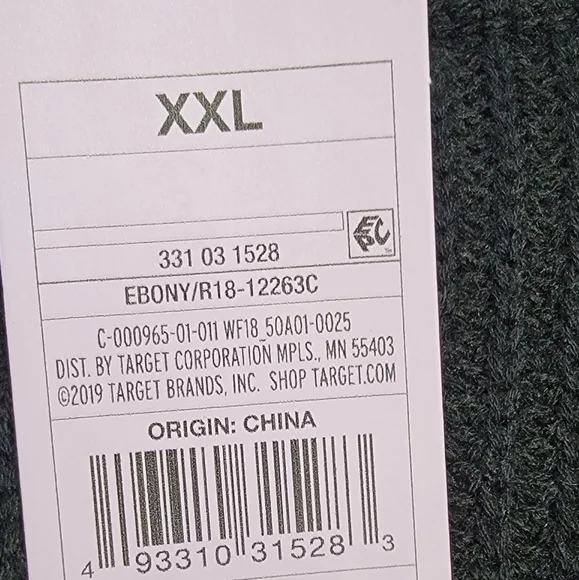 XXL
EPC
331 03 1528
EBONY/R18-12263C
C-000965-01-011 WF18_50A01-0025
DIST. BY TARGET CORPORATION MPLS., MN 55403
©2019 TARGET BRANDS, INC. SHOP TARGET.COM
ORIGIN: CHINA
4 93310 31528 3